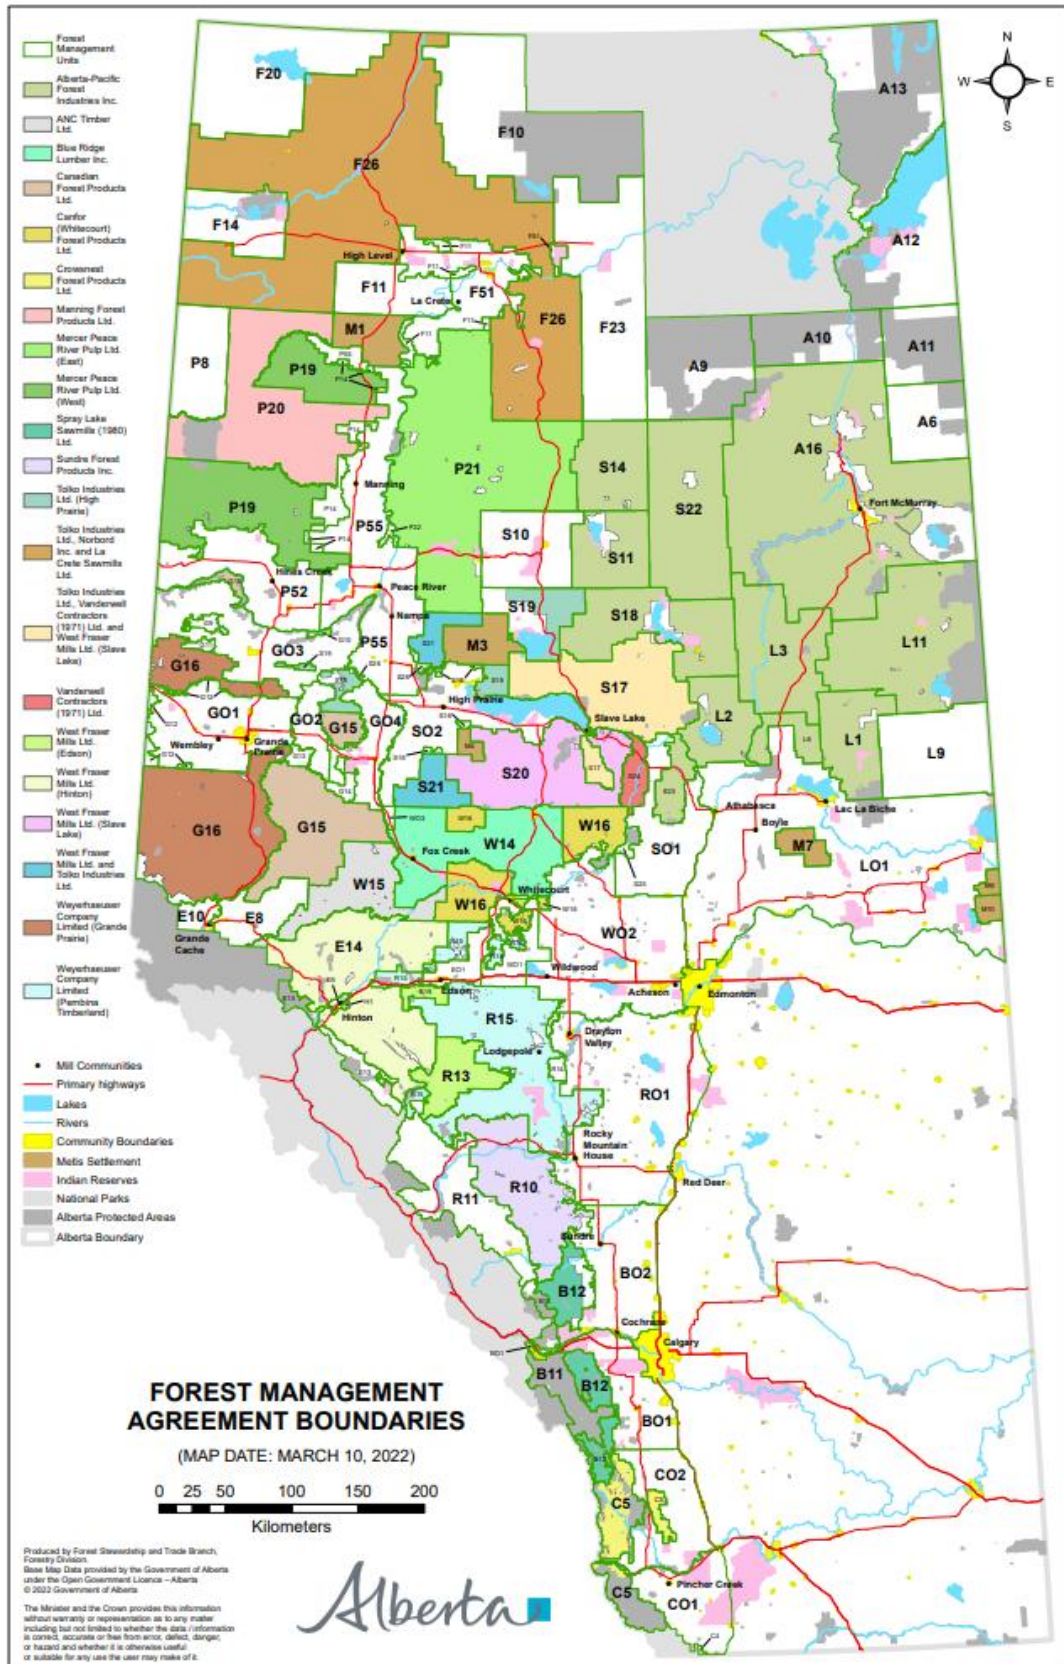 Forest
Management
Units
Alberta-Pacific
Forest
Industries Inc.
ANC Timber
Ltd.
Blue Ridge
Lumber Inc.
Canadian
Forest Products
Ltd.
Canfor
(Whitecourt)
Forest Products
Ltd.
Crowsnest
Forest Products
Ltd.
Manning Forest
Products Ltd.
Mercer Peace
River Pulp Ltd.
(East)
Mercer Peace
River Pulp Ltd.
(West)
Spray Lake
Sawmills (1980)
Ltd.
Sundre Forest
Products Inc.
Tolko Industries
Ltd. (High
Prairie)
Tolko Industries
Ltd., Norbord
Inc. and La
Crete Sawmills
Ltd.
Tolko Industries
Ltd., Vanderwell
Contractors
(1971) Ltd. and
West Fraser
Mills Ltd. (Slave
Lake)
Vanderwell
Contractors
(1971) Ltd.
West Fraser
Mills Ltd.
(Edson)
West Fraser
Mills Ltd.
(Hinton)
West Fraser
Mills Ltd. (Slave
Lake)
West Fraser
Mills Ltd. and
Tolko Industries
Ltd.
Weyerhaeuser
Company
Limited (Grande
Prairie)
Weyerhaeuser
Company
Limited
(Pembina
Timberland)
Mill Communities
Primary highways
Lakes
Rivers
Community Boundaries
Metis Settlement
Indian Reserves
National Parks
Alberta Protected Areas
Alberta Boundary
N
W E
S
F20
A13
F10
F26
F14
A12
High Level
F11
La Crete
F51
F26
F23
M1
A10
A11
P8
P19
A9
P20
A6
A16
P21
S14
Manning
P19
S22
Fort McMurray
P55
S10
S11
Hines Creek
P52
Peace River
Nampa
S19
S18
L11
P55
M3
L3
GO3
G16
S17
High Prairie
GO1
GO2
G15
GO4
SO2
Slave Lake
L2
L1
L9
Wembley
Grande
Prairie
S20
S21
Athabasca
Lac La Biche
Boyle
G16
G15
W16
M7
Fox Creek
W14
SO1
LO1
W15
Whitecourt
E10
E8
W16
Grande
Cache
E14
WO2
Wildwood
Edson
Acheson
Edmonton
Hinton
R15
Drayton
Valley
Lodgepole
R13
RO1
Rocky
Mountain
House
R10
Red Deer
R11
Sundre
BO2
B12
Cochrane
Calgary
B11
B12
BO1
CO2
C5
Pincher Creek
C5
CO1
FOREST MANAGEMENT
AGREEMENT BOUNDARIES
(MAP DATE: MARCH 10, 2022)
0 25 50 100 150 200
Kilometers
Produced by Forest Stewardship and Trade Branch,
Forestry Division.
Base Map Data provided by the Government of Alberta
under the Open Government Licence – Alberta
© 2022 Government of Alberta
The Minister and the Crown provides this information
without warranty or representation as to any matter
including but not limited to whether the data / information
is correct, accurate or free from error, defect, danger,
or hazard and whether it is otherwise useful
or suitable for any use the user may make of it.
Alberta